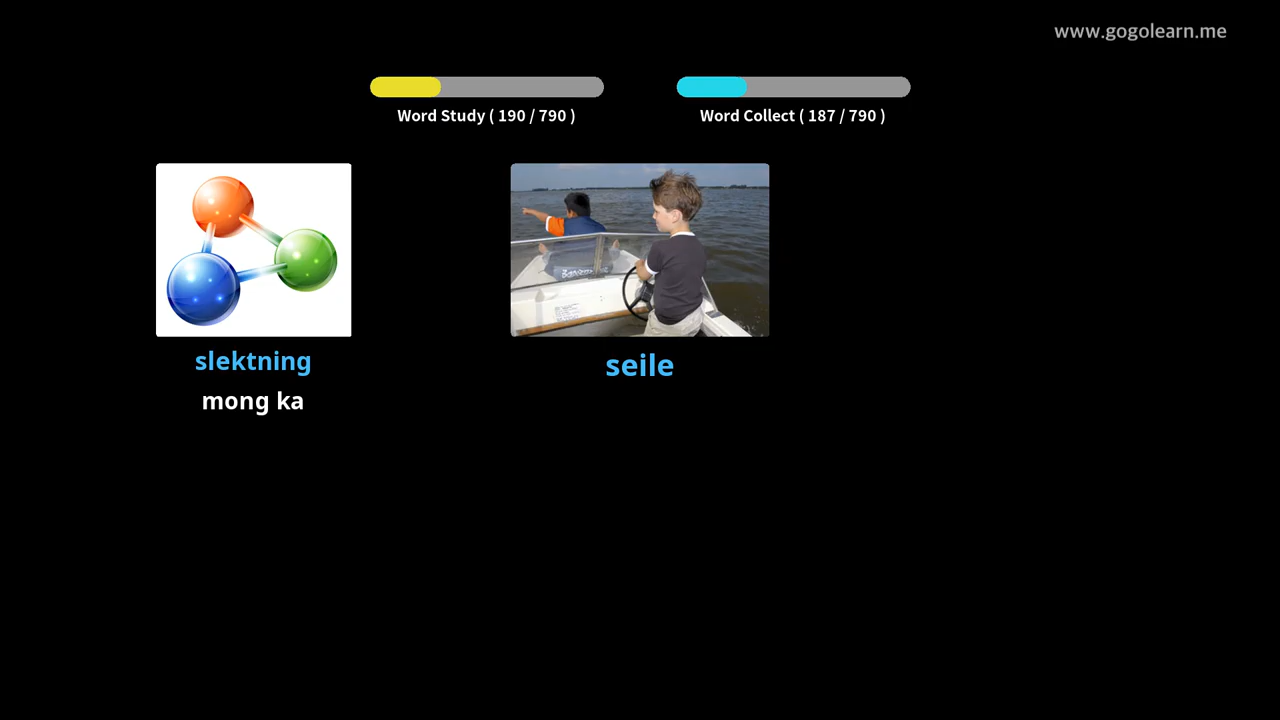 www.gogolearn.me
Word Study ( 190 / 790 )
Word Collect ( 187 / 790 )
slektning
mong ka
seile